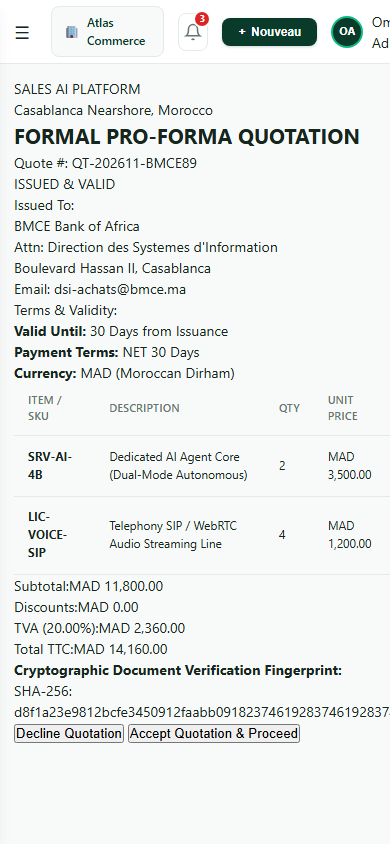 ☰ Atlas Commerce 3 + Nouveau OA Om
Ad
SALES AI PLATFORM
Casablanca Nearshore, Morocco
FORMAL PRO-FORMA QUOTATION
Quote #: QT-202611-BMCE89
ISSUED & VALID
Issued To:
BMCE Bank of Africa
Attn: Direction des Systemes d'Information
Boulevard Hassan II, Casablanca
Email: dsi-achats@bmce.ma
Terms & Validity:
Valid Until: 30 Days from Issuance
Payment Terms: NET 30 Days
Currency: MAD (Moroccan Dirham)
ITEM / SKU DESCRIPTION QTY UNIT PRICE
SRV-AI-4B Dedicated AI Agent Core (Dual-Mode Autonomous) 2 MAD 3,500.00
LIC-VOICE-SIP Telephony SIP / WebRTC Audio Streaming Line 4 MAD 1,200.00
Subtotal:MAD 11,800.00
Discounts:MAD 0.00
TVA (20.00%):MAD 2,360.00
Total TTC:MAD 14,160.00
Cryptographic Document Verification Fingerprint:
SHA-256:
d8f1a23e9812bcfe3450912faabb09182374619283746192837
Decline Quotation Accept Quotation & Proceed